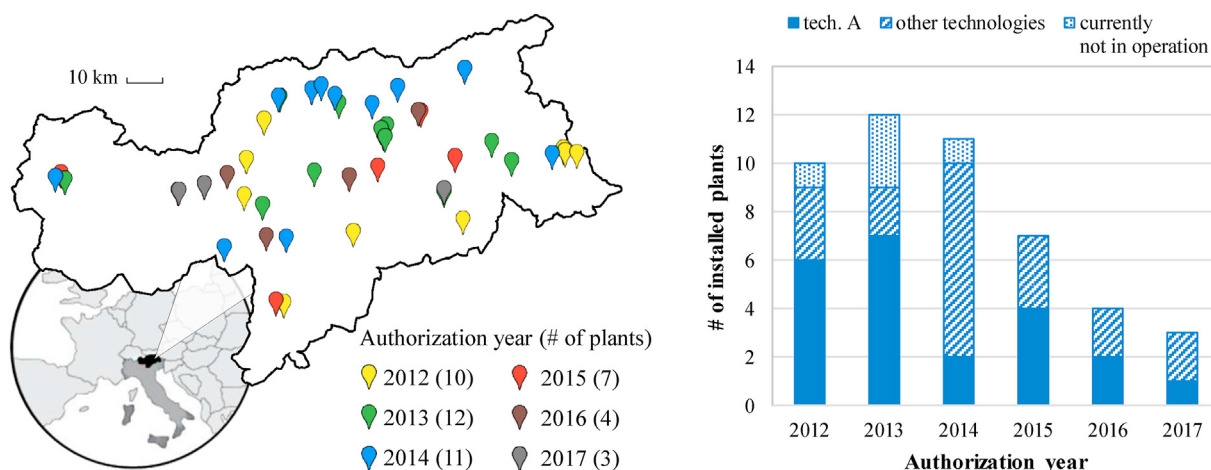 10 km
Authorization year (# of plants)
2012 (10)
2015 (7)
2013 (12)
2016 (4)
2014 (11)
2017 (3)
tech. A
other technologies
currently
not in operation
# of installed plants
14
12
10
8
6
4
2
0
2012 2013 2014 2015 2016 2017
Authorization year